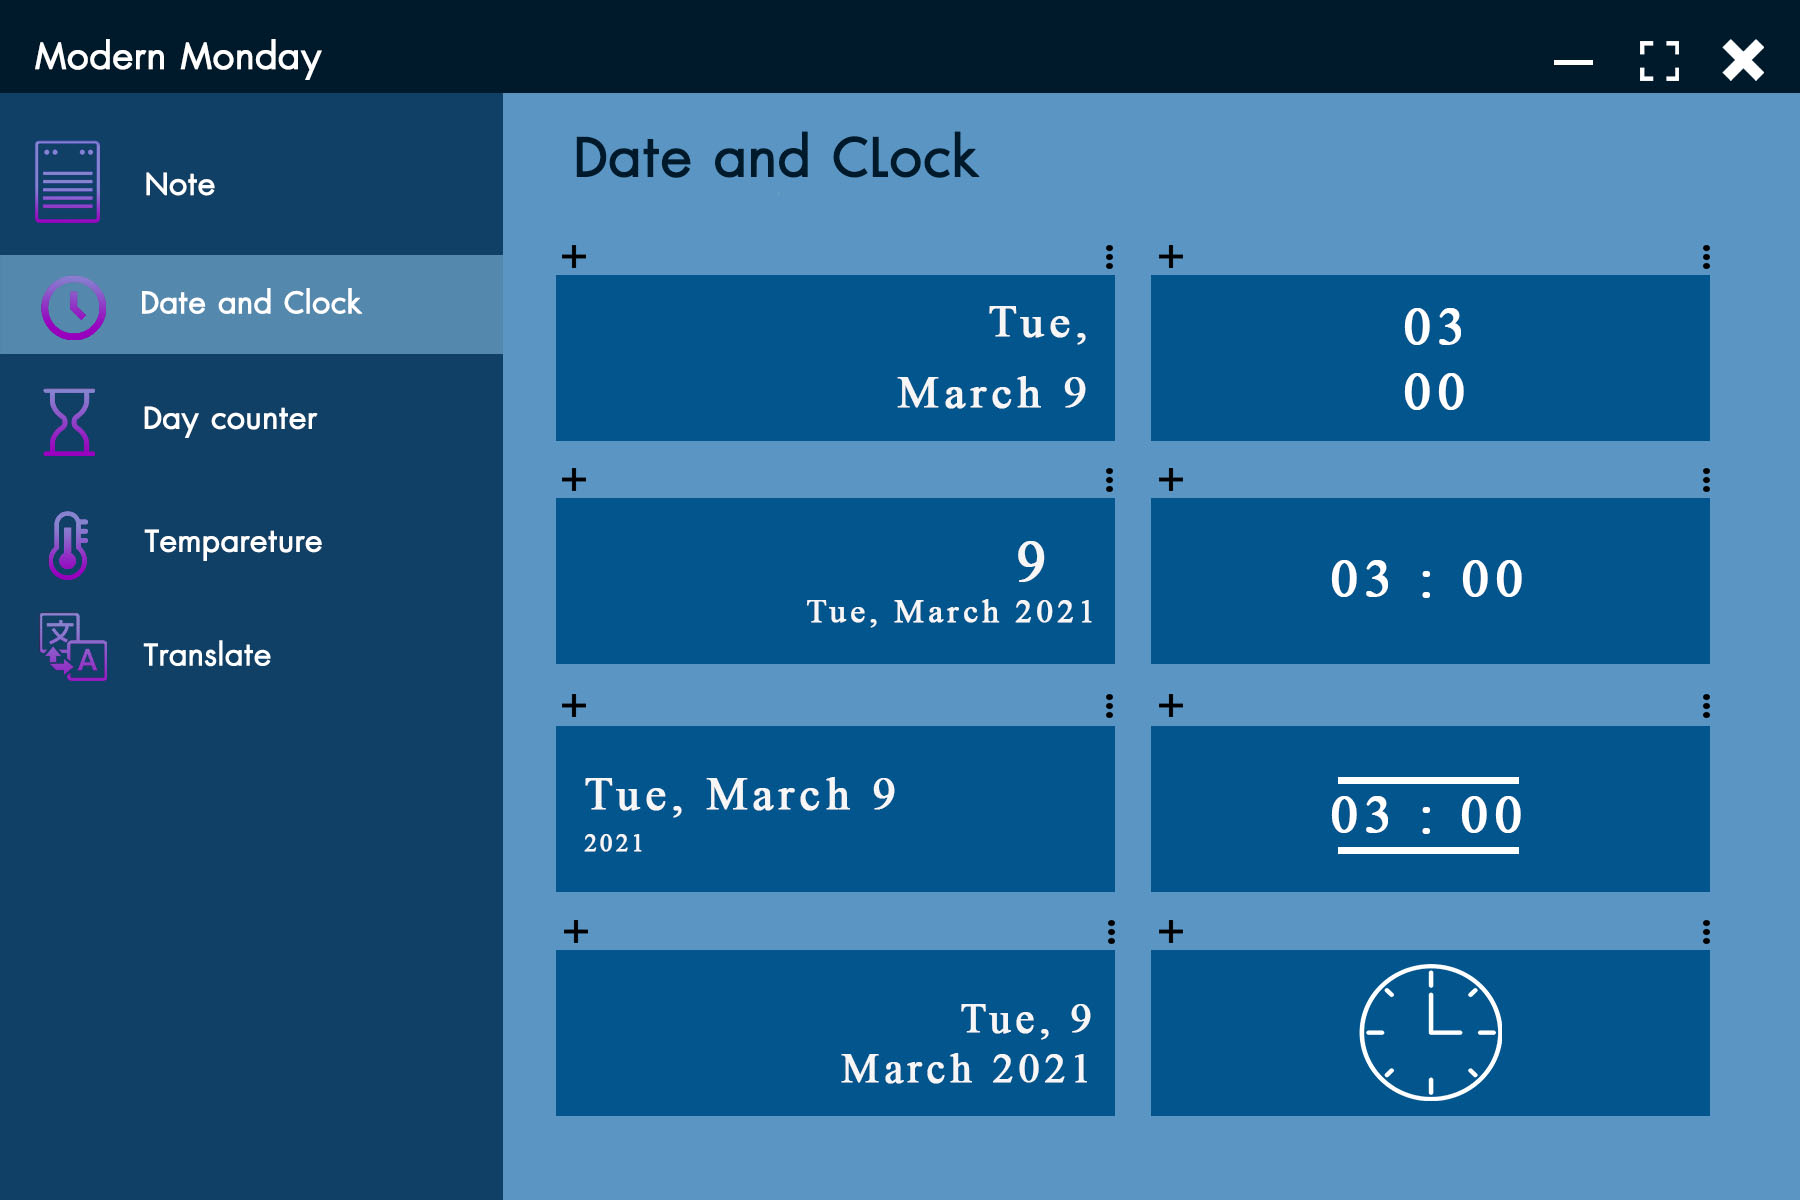 Modern Monday
Note
Date and Clock
Day counter
Tempareture
文
A
Translate
Date and CLock
Tue,
March 9
03
00
9
Tue, March 2021
03 : 00
Tue, March 9
2021
03 : 00
Tue, 9
March 2021